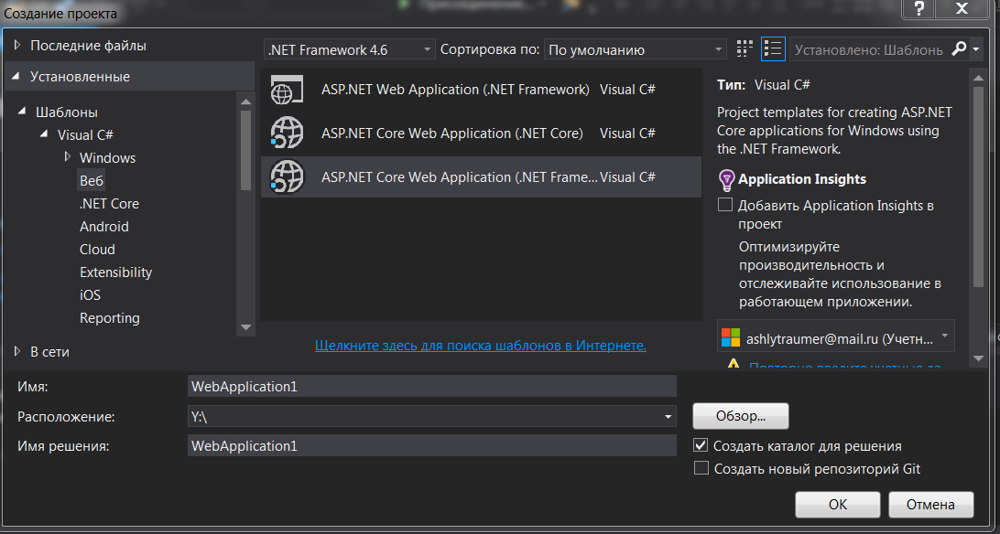 Создание проекта
?
X
Последние файлы
.NET Framework 4.6
Сортировка по:
По умолчанию
Установлено: Шаблонь
Установленные
Шаблоны
Visual C#
Windows
Веб
.NET Core
Android
Cloud
Extensibility
iOS
Reporting
В сети
ASP.NET Web Application (.NET Framework) Visual C#
ASP.NET Core Web Application (.NET Core) Visual C#
ASP.NET Core Web Application (.NET Frame... Visual C#
Щелкните здесь для поиска шаблонов в Интернете.
Тип: Visual C#
Project templates for creating ASP.NET
Core applications for Windows using
the .NET Framework.
Application Insights
Добавить Application Insights в
проект
Оптимизируйте
производительность и
отслеживайте использование в
работающем приложении.
ashlytraumer@mail.ru (Учетн...
Имя: WebApplication1
Расположение: Y:\
Обзор...
Имя решения: WebApplication1
Создать каталог для решения
Создать новый репозиторий Git
ОК
Отмена